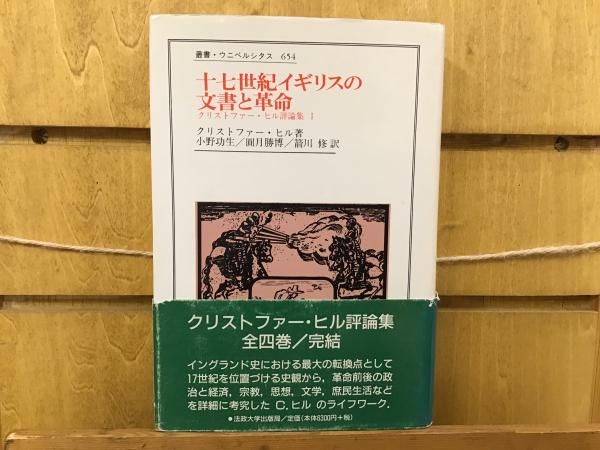 叢書・ウニベルシタス 654
十七世紀イギリスの
文書と革命
クリストファー・ヒル評論集 I
クリストファー・ヒル著
小野功生／圓月勝博／箭川 修 訳
クリストファー・ヒル評論集
全四巻／完結
イングランド史における最大の転換点として
17世紀を位置づける史観から，革命前後の政
治と経済，宗教，思想，文学，庶民生活など
を詳細に考究した C.ヒル のライフワーク．
●法政大学出版局／定価（本体6300円＋税）